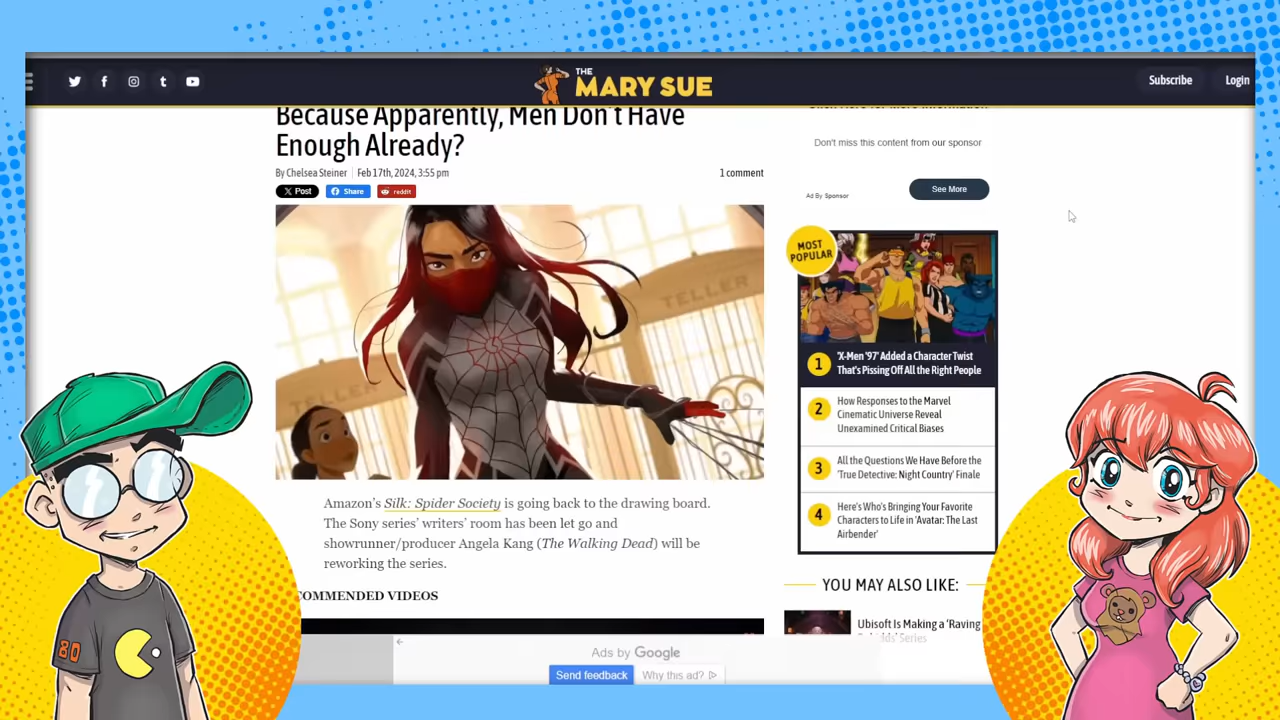 THE
MARY SUE
Subscribe
Login
Because Apparently, Men Don't Have
Enough Already?
By Chelsea Steiner
Feb 17th, 2024, 3:55 pm
1 comment
Post
Share
reddit
TELLER
TELLER
Amazon's Silk: Spider Society is going back to the drawing board.
The Sony series' writers' room has been let go and
showrunner/producer Angela Kang (The Walking Dead) will be
reworking the series.
COMMENDED VIDEOS
Don't miss this content from our sponsor
Ad By Sponsor
See More
MOST
POPULAR
1
'X-Men '97' Added a Character Twist
That's Pissing Off All the Right People
2
How Responses to the Marvel
Cinematic Universe Reveal
Unexamined Critical Biases
3
All the Questions We Have Before the
'True Detective: Night Country' Finale
4
Here's Who's Bringing Your Favorite
Characters to Life in 'Avatar: The Last
Airbender'
YOU MAY ALSO LIKE:
Ubisoft Is Making a 'Raving
Series
Ads by Google
Send feedback
Why this ad?
80